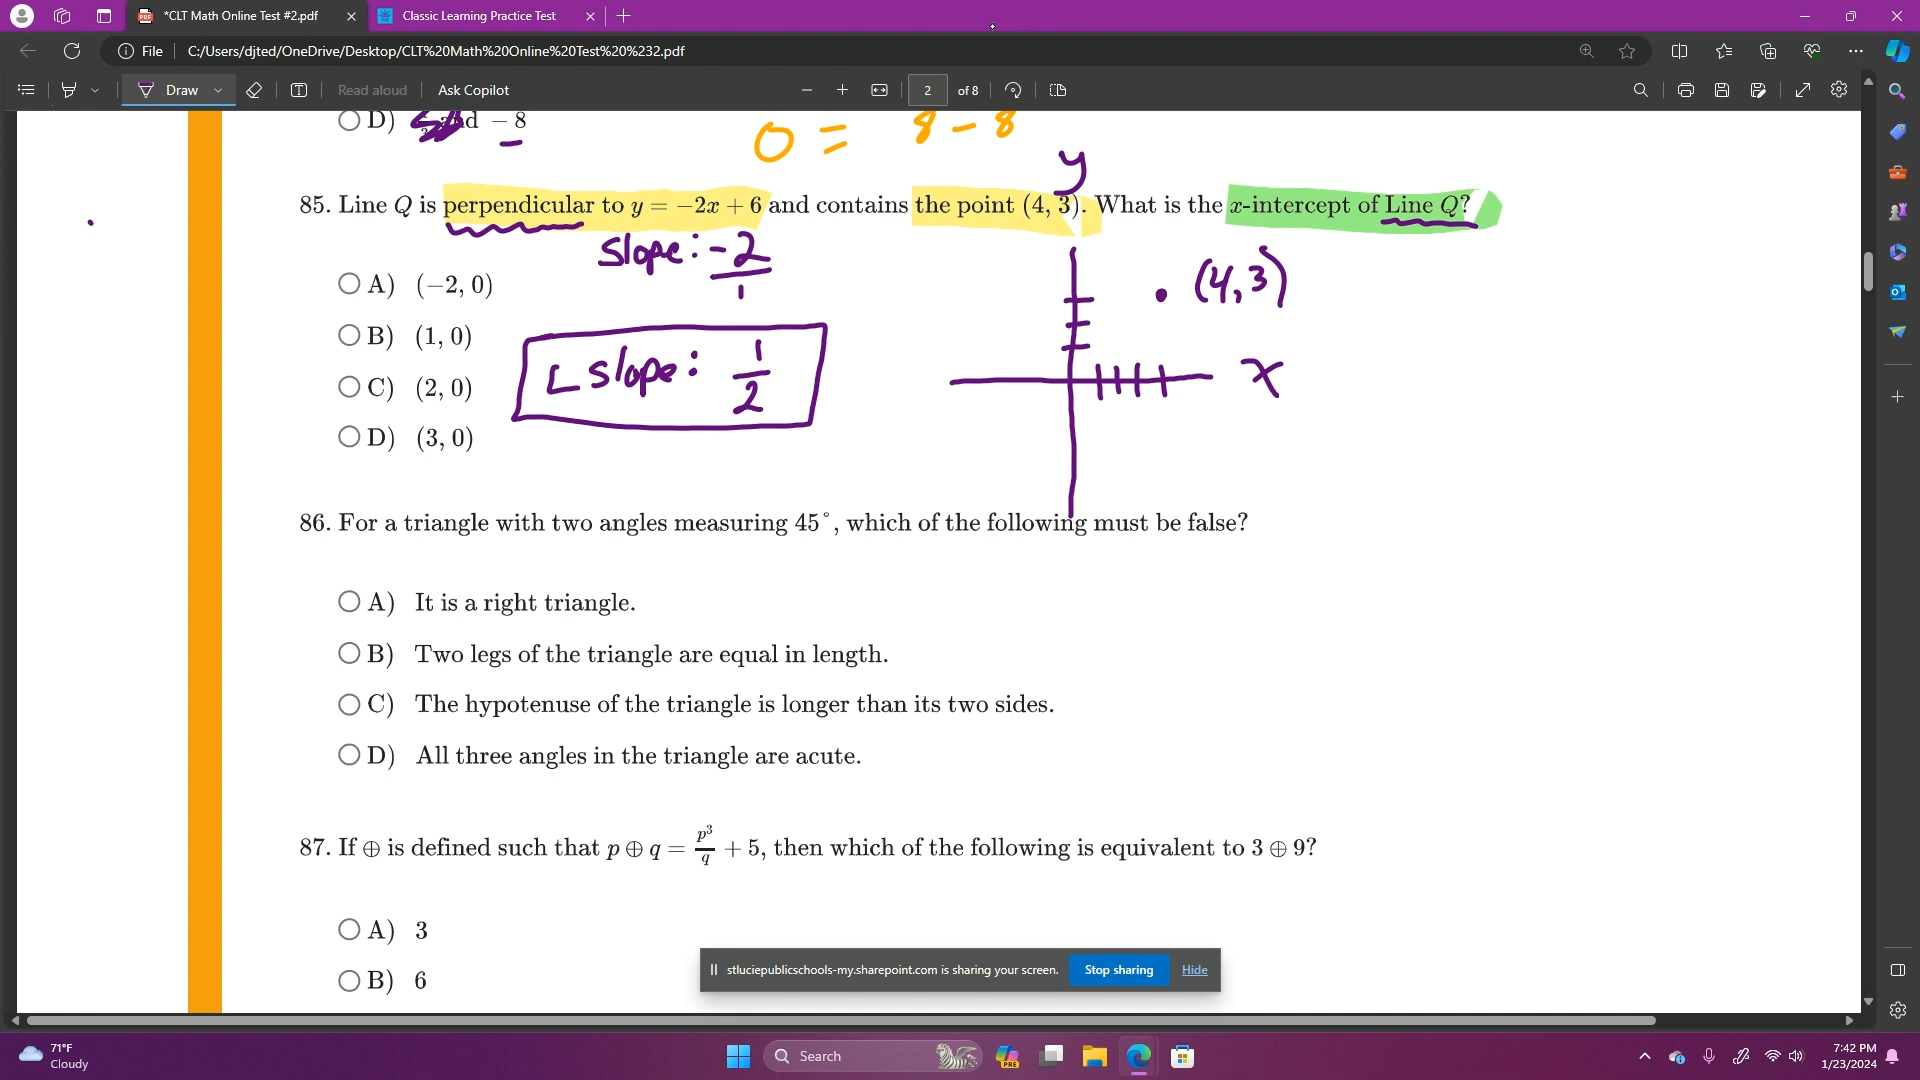 *CLT Math Online Test #2.pdf
Classic Learning Practice Test
File
C:/Users/djted/OneDrive/Desktop/CLT%20Math%20Online%20Test%20%232.pdf
Draw
Read aloud
Ask Copilot
2
of 8
D) and − 8
0 = 8 - 8
85. Line Q is perpendicular to y = −2x + 6 and contains the point (4, 3). What is the x-intercept of Line Q?
y
slope: -2/1
A) (−2, 0)
(4,3)
B) (1, 0)
slope: 1/2
x
C) (2, 0)
D) (3, 0)
86. For a triangle with two angles measuring 45°, which of the following must be false?
A) It is a right triangle.
B) Two legs of the triangle are equal in length.
C) The hypotenuse of the triangle is longer than its two sides.
D) All three angles in the triangle are acute.
87. If ⊕ is defined such that p ⊕ q = p³/q + 5, then which of the following is equivalent to 3 ⊕ 9?
A) 3
B) 6
stluciepublicschools-my.sharepoint.com is sharing your screen.
Stop sharing
Hide
71°F
Cloudy
Search
PRE
7:42 PM
1/23/2024